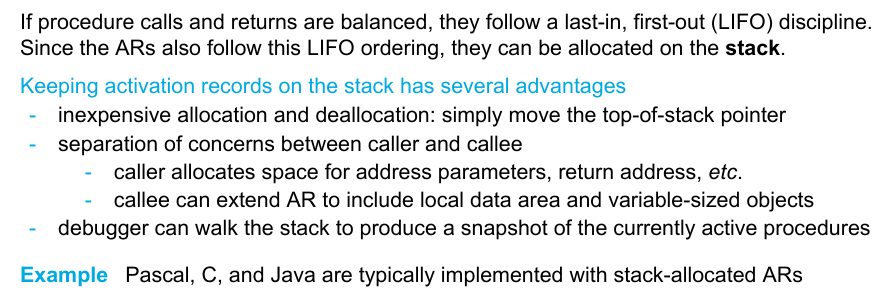 If procedure calls and returns are balanced, they follow a last-in, first-out (LIFO) discipline.
Since the ARs also follow this LIFO ordering, they can be allocated on the stack.
Keeping activation records on the stack has several advantages
- inexpensive allocation and deallocation: simply move the top-of-stack pointer
- separation of concerns between caller and callee
- caller allocates space for address parameters, return address, etc.
- callee can extend AR to include local data area and variable-sized objects
- debugger can walk the stack to produce a snapshot of the currently active procedures
Example Pascal, C, and Java are typically implemented with stack-allocated ARs